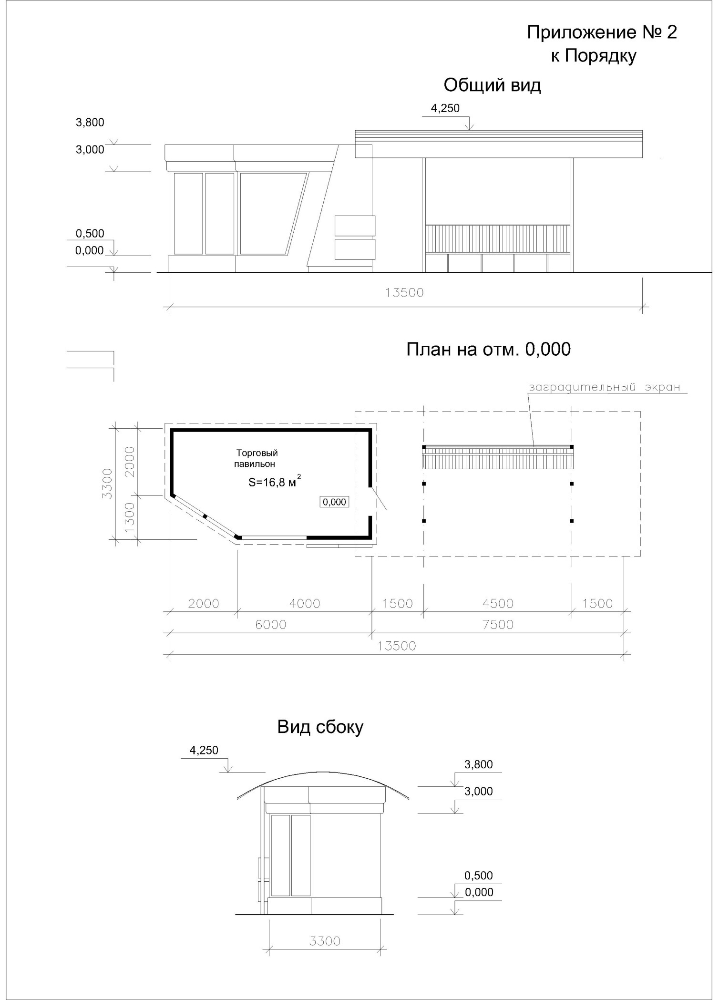 Приложение № 2
к Порядку
Общий вид
4,250
3,800
3,000
0,500
0,000
13500
План на отм. 0,000
заградительный экран
Торговый
павильон
S=16,8 м²
0,000
2000
3300
1300
2000 4000 1500 4500 1500
6000 7500
13500
Вид сбоку
4,250
3,800
3,000
0,500
0,000
3300